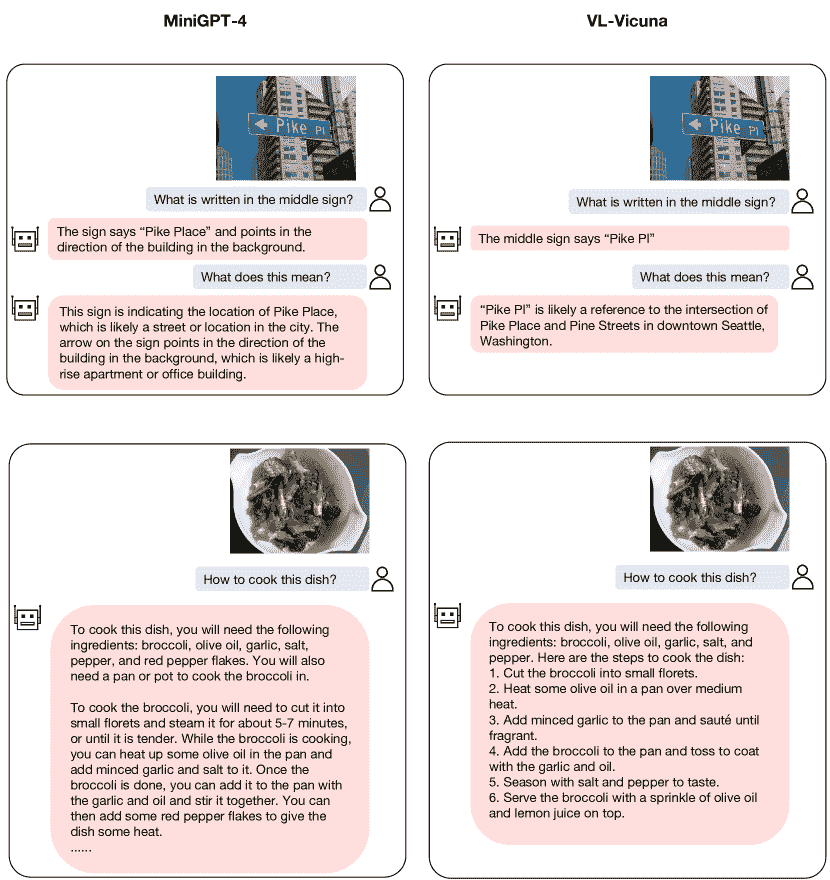 MiniGPT-4
VL-Vicuna
Pike Pl
What is written in the middle sign?
The sign says “Pike Place” and points in the
direction of the building in the background.
What does this mean?
This sign is indicating the location of Pike Place,
which is likely a street or location in the city. The
arrow on the sign points in the direction of the
building in the background, which is likely a high-
rise apartment or office building.
Pike Pl
What is written in the middle sign?
The middle sign says “Pike Pl”
What does this mean?
“Pike Pl” is likely a reference to the intersection of
Pike Place and Pine Streets in downtown Seattle,
Washington.
How to cook this dish?
To cook this dish, you will need the following
ingredients: broccoli, olive oil, garlic, salt,
pepper, and red pepper flakes. You will also
need a pan or pot to cook the broccoli in.
To cook the broccoli, you will need to cut it into
small florets and steam it for about 5-7 minutes,
or until it is tender. While the broccoli is cooking,
you can heat up some olive oil in the pan and
add minced garlic and salt to it. Once the
broccoli is done, you can add it to the pan with
the garlic and oil and stir it together. You can
then add some red pepper flakes to give the
dish some heat.
......
How to cook this dish?
To cook this dish, you will need the following
ingredients: broccoli, olive oil, garlic, salt, and
pepper. Here are the steps to cook the dish:
1. Cut the broccoli into small florets.
2. Heat some olive oil in a pan over medium
heat.
3. Add minced garlic to the pan and sauté until
fragrant.
4. Add the broccoli to the pan and toss to coat
with the garlic and oil.
5. Season with salt and pepper to taste.
6. Serve the broccoli with a sprinkle of olive oil
and lemon juice on top.